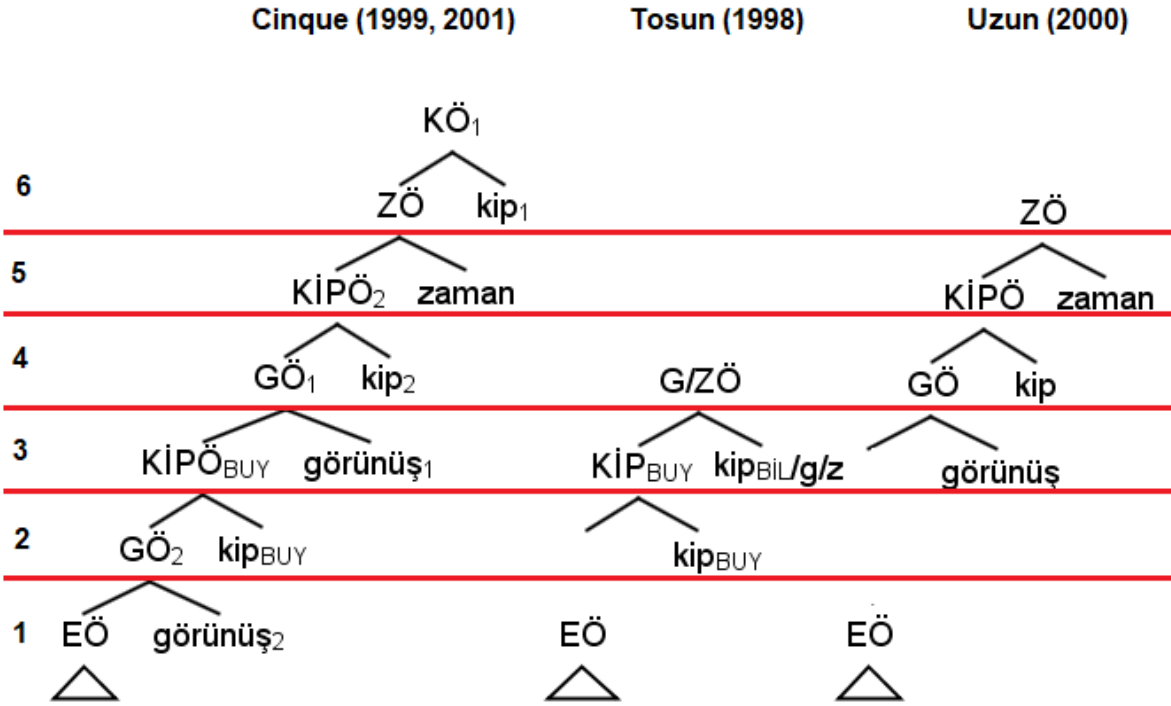 Cinque (1999, 2001) Tosun (1998) Uzun (2000)
KÖ₁
6 ZÖ kip₁ ZÖ
5 KİPÖ₂ zaman KİPÖ zaman
4 GÖ₁ kip₂ G/ZÖ GÖ kip
3 KİPÖBUY görünüş₁ KİPBUY kipBİL/g/z görünüş
2 GÖ₂ kipBUY kipBUY
1 EÖ görünüş₂ EÖ EÖ